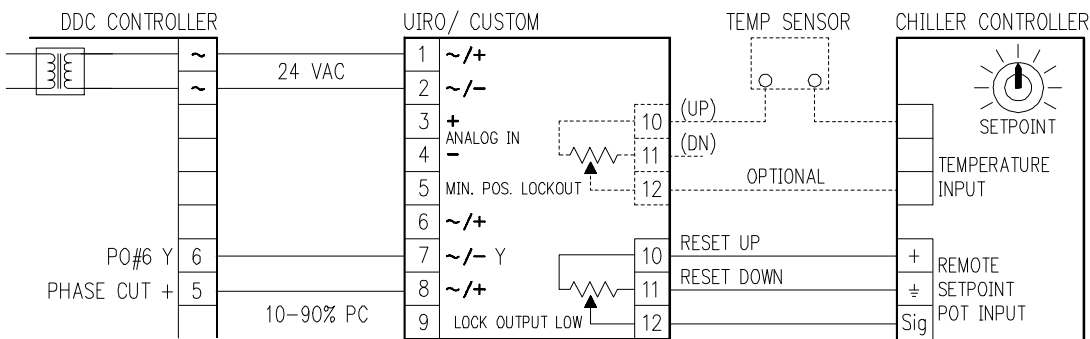 DDC CONTROLLER
UIRO/ CUSTOM
TEMP SENSOR
CHILLER CONTROLLER
~
24 VAC
~
1 ~/+
2 ~/-
3 +
ANALOG IN
4 -
5 MIN. POS. LOCKOUT
6 ~/+
7 ~/- Y
8 ~/+
9 LOCK OUTPUT LOW
PO#6 Y 6
PHASE CUT + 5
10-90% PC
10 (UP)
11 (DN)
12 OPTIONAL
10 RESET UP
11 RESET DOWN
12
SETPOINT
TEMPERATURE
INPUT
+
⏚
Sig
REMOTE
SETPOINT
POT INPUT